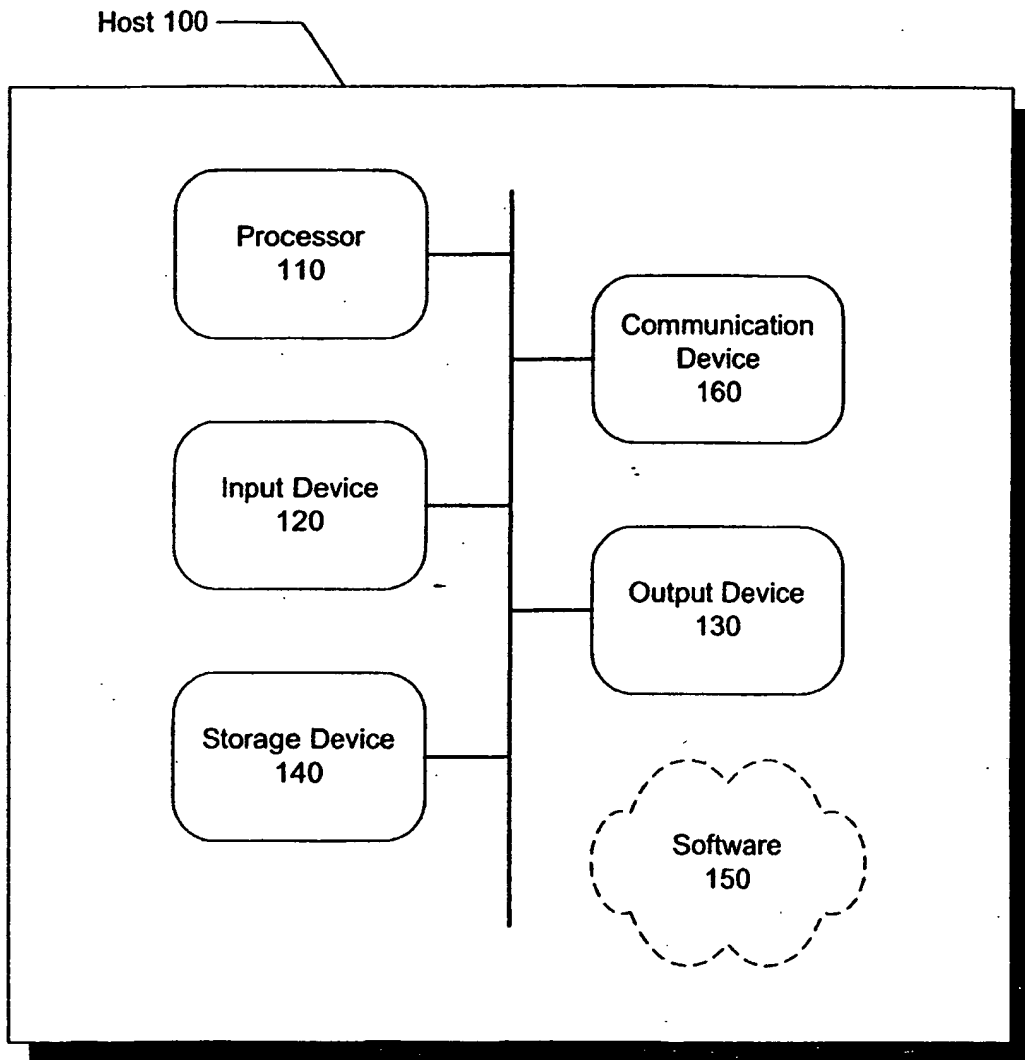 Host 100
Processor
110
Communication
Device
160
Input Device
120
Output Device
130
Storage Device
140
Software
150